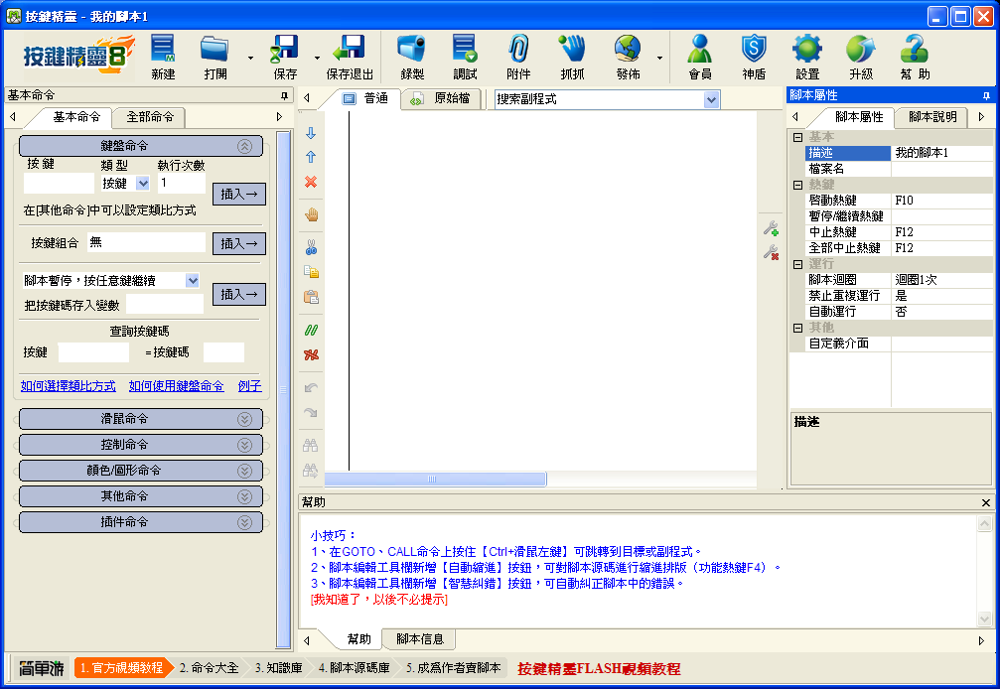 按鍵精靈 - 我的腳本1
按鍵精靈8
新建 打開 保存 保存退出 錄製 調試 附件 抓抓 發佈 會員 神盾 設置 升級 幫助
基本命令
基本命令 全部命令
鍵盤命令
按鍵 類型 執行次數
按鍵 1 插入→
在[其他命令]中可以設定類比方式
按鍵組合 無 插入→
腳本暫停，按任意鍵繼續
把按鍵碼存入變數 插入→
查詢按鍵碼
按鍵 =按鍵碼
如何選擇類比方式 如何使用鍵盤命令 例子
滑鼠命令
控制命令
顏色/圖形命令
其他命令
插件命令
普通 原始檔 搜索副程式
腳本屬性
腳本屬性 腳本說明
基本
描述 我的腳本1
檔案名
熱鍵
啓動熱鍵 F10
暫停/繼續熱鍵
中止熱鍵 F12
全部中止熱鍵 F12
運行
腳本迴圈 迴圈1次
禁止重複運行 是
自動運行 否
其他
自定義介面
描述
幫助
小技巧：
1、在GOTO、CALL命令上按住【Ctrl+滑鼠左鍵】可跳轉到目標或副程式。
2、腳本編輯工具欄新增【自動縮進】按鈕，可對腳本源碼進行縮進排版（功能熱鍵F4）。
3、腳本編輯工具欄新增【智慧糾錯】按鈕，可自動糾正腳本中的錯誤。
[我知道了，以後不必提示]
幫助 腳本信息
簡單游 1. 官方視頻教程 2. 命令大全 3. 知識庫 4. 腳本源碼庫 5. 成爲作者賣腳本 按鍵精靈FLASH視頻教程